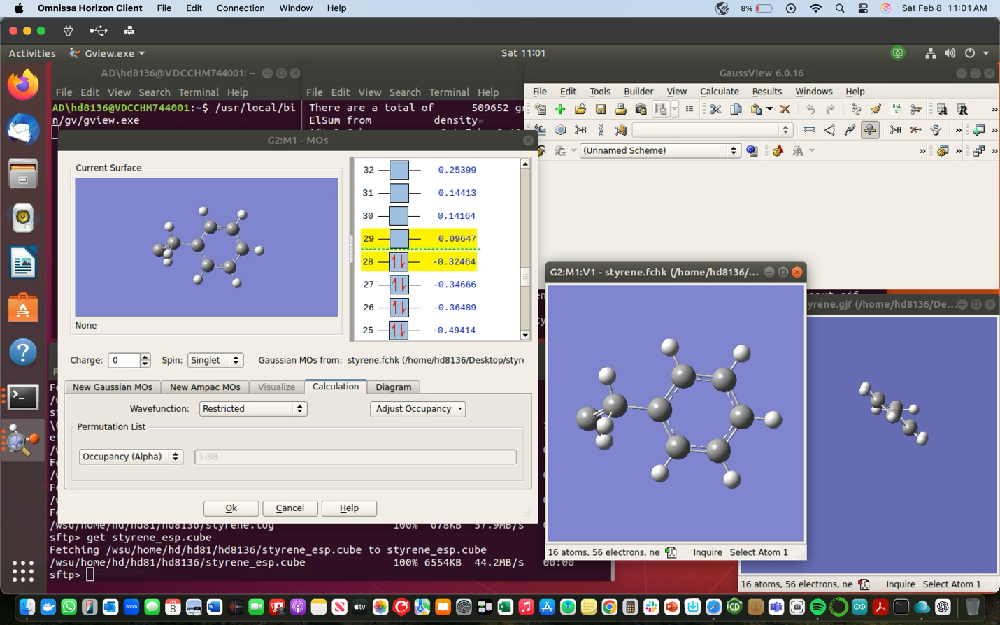 Omnissa Horizon Client File Edit Connection Window Help 8% Sat Feb 8 11:01 AM
Activities Gview.exe Sat 11:01
AD\hd8136@VDCCHM744001: ~
File Edit View Search Terminal Help
AD\hd8136@VDCCHM744001:~$ /usr/local/bi
n/gv/gview.exe
File Edit View Search Terminal Help
There are a total of 509652 gr
ElSum from density=
GaussView 6.0.16
File Edit Tools Builder View Calculate Results Windows Help
(Unnamed Scheme)
G2:M1 - MOs
Current Surface
None
32 0.25399
31 0.14413
30 0.14164
29 0.09647
28 -0.32464
27 -0.34666
26 -0.36489
25 -0.49414
Charge: 0 Spin: Singlet Gaussian MOs from: styrene.fchk (/home/hd8136/Desktop/styre
New Gaussian MOs New Ampac MOs Visualize Calculation Diagram
Wavefunction: Restricted Adjust Occupancy
Permutation List
Occupancy (Alpha) 1-88
Ok Cancel Help
G2:M1:V1 - styrene.fchk (/home/hd8136/...
16 atoms, 56 electrons, ne Inquire Select Atom 1
yrene.gjf (/home/hd8136/De...
16 atoms, 56 electrons, ne Inquire Select Atom 1
/wsu/home/hd/hd81/hd8136/styrene.log 100% 678KB 57.9MB/s
sftp> get styrene_esp.cube
Fetching /wsu/home/hd/hd81/hd8136/styrene_esp.cube to styrene_esp.cube
/wsu/home/hd/hd81/hd8136/styrene_esp.cube 100% 6554KB 44.2MB/s 00:00
sftp>